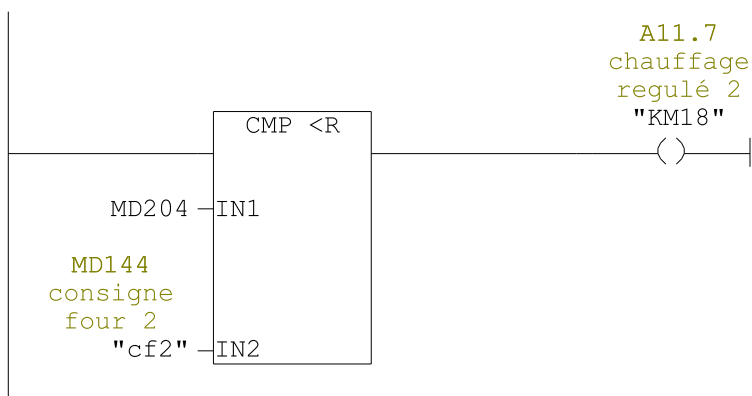 A11.7
chauffage
regulé 2
"KM18"
CMP <R
MD204
IN1
MD144
consigne
four 2
"cf2"
IN2